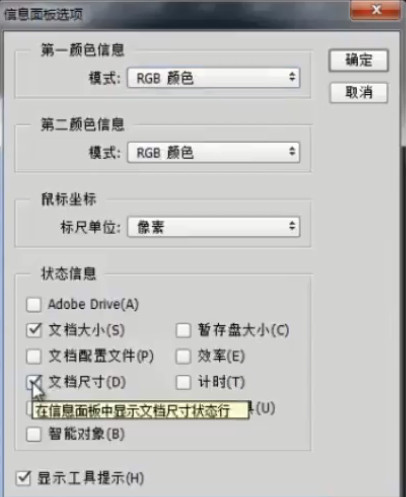 信息面板选项
第一颜色信息
模式: RGB 颜色
确定
取消
第二颜色信息
模式: RGB 颜色
鼠标坐标
标尺单位: 像素
状态信息
Adobe Drive(A)
文档大小(S) 暂存盘大小(C)
文档配置文件(P) 效率(E)
文档尺寸(D) 计时(T)
在信息面板中显示文档尺寸状态行 (U)
智能对象(B)
显示工具提示(H)